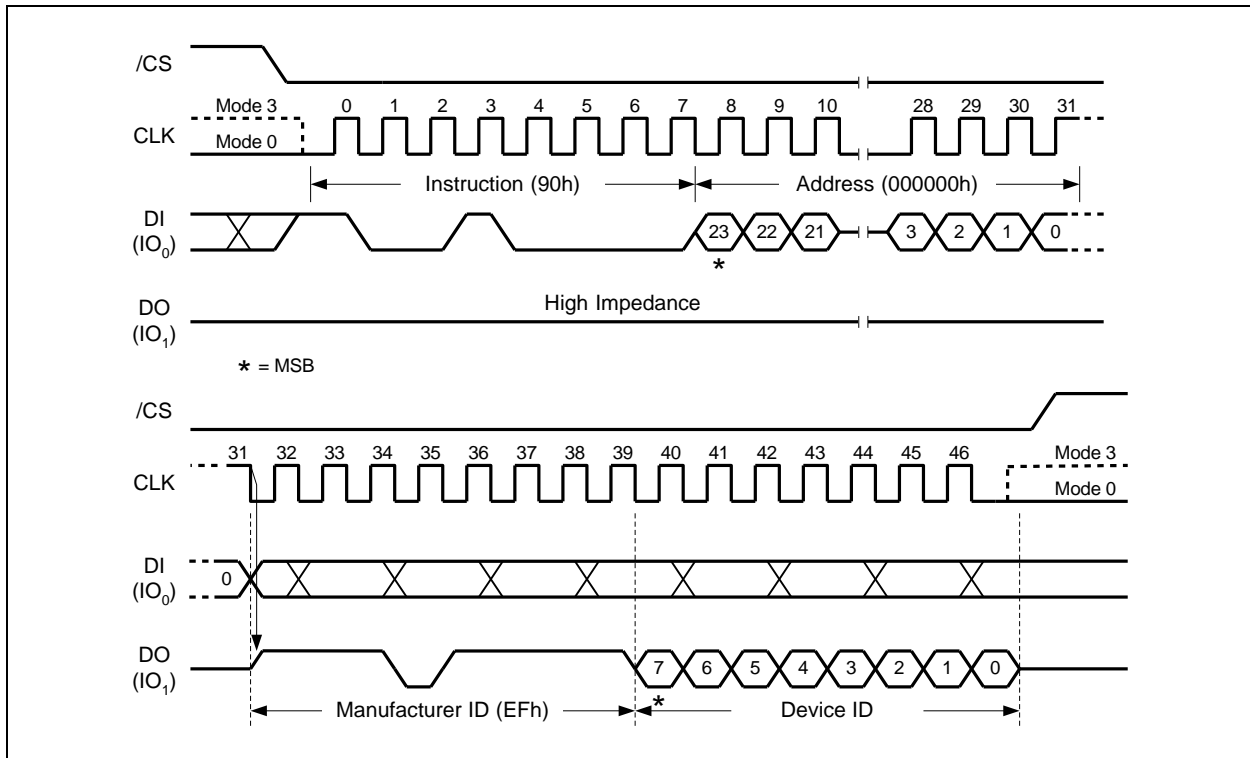 /CS
Mode 3
0 1 2 3 4 5 6 7 8 9 10 28 29 30 31
CLK
Mode 0
Instruction (90h) Address (000000h)
DI
(IO0)
23 22 21 3 2 1 0
*
High Impedance
DO
(IO1)
* = MSB
/CS
31 32 33 34 35 36 37 38 39 40 41 42 43 44 45 46
Mode 3
CLK
Mode 0
DI
(IO0)
0
DO
(IO1)
7 6 5 4 3 2 1 0
*
Manufacturer ID (EFh) Device ID